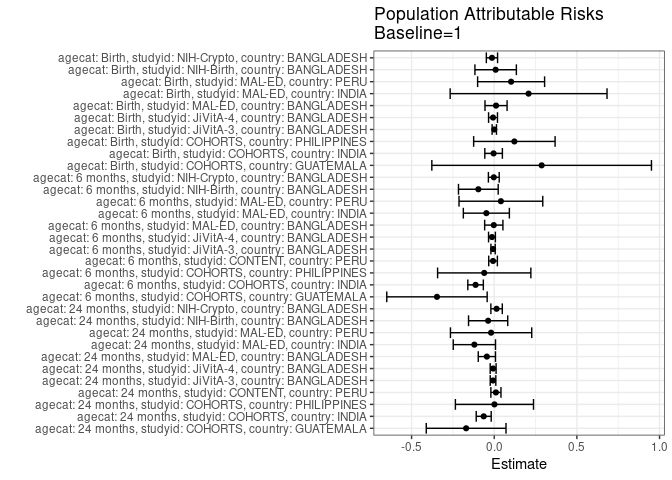 Population Attributable Risks
Baseline=1
agecat: Birth, studyid: NIH-Crypto, country: BANGLADESH
agecat: Birth, studyid: NIH-Birth, country: BANGLADESH
agecat: Birth, studyid: MAL-ED, country: PERU
agecat: Birth, studyid: MAL-ED, country: INDIA
agecat: Birth, studyid: MAL-ED, country: BANGLADESH
agecat: Birth, studyid: JiVitA-4, country: BANGLADESH
agecat: Birth, studyid: JiVitA-3, country: BANGLADESH
agecat: Birth, studyid: COHORTS, country: PHILIPPINES
agecat: Birth, studyid: COHORTS, country: INDIA
agecat: Birth, studyid: COHORTS, country: GUATEMALA
agecat: 6 months, studyid: NIH-Crypto, country: BANGLADESH
agecat: 6 months, studyid: NIH-Birth, country: BANGLADESH
agecat: 6 months, studyid: MAL-ED, country: PERU
agecat: 6 months, studyid: MAL-ED, country: INDIA
agecat: 6 months, studyid: MAL-ED, country: BANGLADESH
agecat: 6 months, studyid: JiVitA-4, country: BANGLADESH
agecat: 6 months, studyid: JiVitA-3, country: BANGLADESH
agecat: 6 months, studyid: CONTENT, country: PERU
agecat: 6 months, studyid: COHORTS, country: PHILIPPINES
agecat: 6 months, studyid: COHORTS, country: INDIA
agecat: 6 months, studyid: COHORTS, country: GUATEMALA
agecat: 24 months, studyid: NIH-Crypto, country: BANGLADESH
agecat: 24 months, studyid: NIH-Birth, country: BANGLADESH
agecat: 24 months, studyid: MAL-ED, country: PERU
agecat: 24 months, studyid: MAL-ED, country: INDIA
agecat: 24 months, studyid: MAL-ED, country: BANGLADESH
agecat: 24 months, studyid: JiVitA-4, country: BANGLADESH
agecat: 24 months, studyid: JiVitA-3, country: BANGLADESH
agecat: 24 months, studyid: CONTENT, country: PERU
agecat: 24 months, studyid: COHORTS, country: PHILIPPINES
agecat: 24 months, studyid: COHORTS, country: INDIA
agecat: 24 months, studyid: COHORTS, country: GUATEMALA
-0.5 0.0 0.5 1.0
Estimate